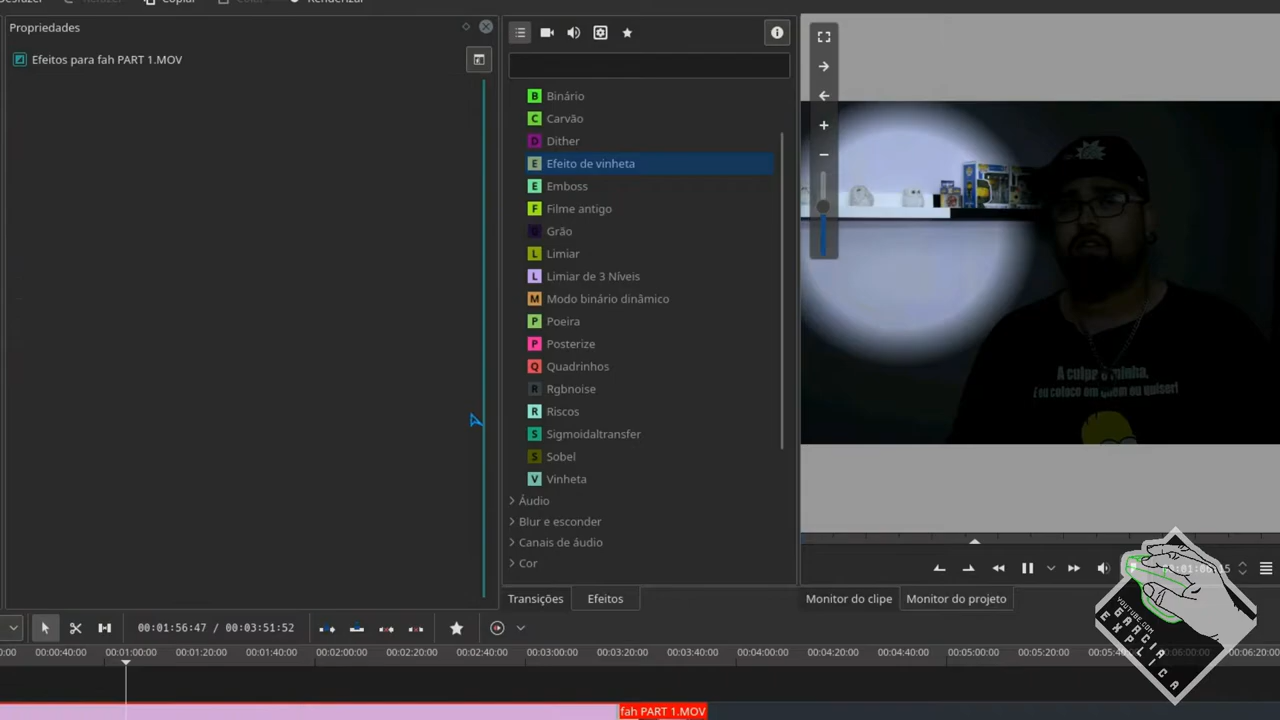 Propriedades
Efeitos para fah PART 1.MOV
Binário
Carvão
Dither
Efeito de vinheta
Emboss
Filme antigo
Grão
Limiar
Limiar de 3 Níveis
Modo binário dinâmico
Poeira
Posterize
Quadrinhos
Rgbnoise
Riscos
Sigmoidaltransfer
Sobel
Vinheta
Áudio
Blur e esconder
Canais de áudio
Cor
Transições
Efeitos
A culpa é minha,
eu coloco em quem eu quiser!
Monitor do clipe
Monitor do projeto
YOUTUBE.COM
GARCIA
EXPLICA
00:01:56:47 / 00:03:51:52
00:00:40:00
00:01:00:00
00:01:20:00
00:01:40:00
00:02:00:00
00:02:20:00
00:02:40:00
00:03:00:00
00:03:20:00
00:03:40:00
00:04:00:00
00:04:20:00
00:04:40:00
00:05:00:00
00:05:20:00
00:06:20:00
fah PART 1.MOV